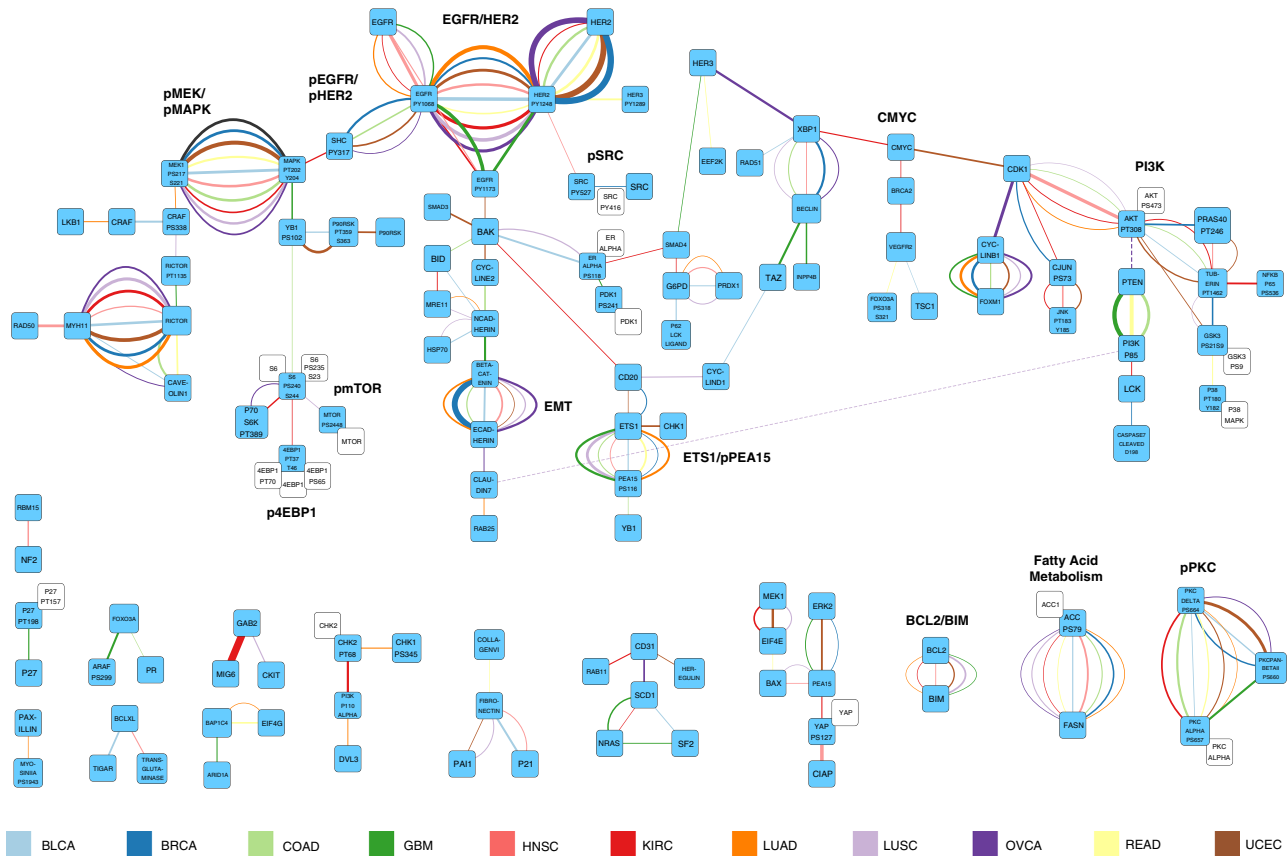 EGFR/HER2
EGFR
HER2
pEGFR/
pHER2
EGFR
PY1068
HER2
PY1248
HER3
PY1289
HER3
pMEK/
pMAPK
SHC
PY317
MEK1
PS217
S221
MAPK
PT202
Y204
EGFR
PY1173
pSRC
SRC
PY527
SRC
PY416
SRC
EEF2K
RAD51
XBP1
CMYC
CMYC
BRCA2
CDK1
PI3K
AKT
PS473
AKT
PT308
PRAS40
PT246
LKB1
CRAF
CRAF
PS338
YB1
PS102
P90RSK
PT359
S363
P90RSK
SMAD3
BAK
ER
ALPHA
ER
ALPHA
PS118
SMAD4
BECLIN
VEGFR2
CYC-
LINB1
CJUN
PS73
BID
CYC-
LINE2
PDK1
PS241
PDK1
G6PD
PRDX1
TAZ
INPP4B
FOXO3A
PS318
S321
TSC1
FOXM1
JNK
PT183
Y185
PTEN
TUB-
ERIN
PT1462
NFKB
P65
PS536
RICTOR
PT1135
MRE11
NCAD-
HERIN
HSP70
P62
LCK
LIGAND
RAD50
MYH11
RICTOR
PI3K
P85
GSK3
PS21S9
GSK3
PS9
CAVE-
OLIN1
S6
S6
PS235
S23
S6
PS240
S244
pmTOR
BETA-
CAT-
ENIN
EMT
CD20
CYC-
LIND1
LCK
P38
PT180
Y182
P38
MAPK
P70
S6K
PT389
MTOR
PS2448
MTOR
ECAD-
HERIN
ETS1
CHK1
CASPASE7
CLEAVED
D198
4EBP1
PT37
T46
4EBP1
PT70
4EBP1
4EBP1
PS65
p4EBP1
CLAU-
DIN7
ETS1/pPEA15
PEA15
PS116
RAB25
YB1
RBM15
NF2
P27
PT157
P27
PT198
P27
FOXO3A
ARAF
PS299
PR
GAB2
MIG6
CKIT
CHK2
CHK2
PT68
CHK1
PS345
PI3K
P110
ALPHA
DVL3
COLLA-
GENVI
FIBRO-
NECTIN
PAI1
P21
CD31
RAB11
HER-
EGULIN
SCD1
NRAS
SF2
MEK1
ERK2
EIF4E
BAX
PEA15
YAP
YAP
PS127
CIAP
BCL2/BIM
BCL2
BIM
Fatty Acid
Metabolism
ACC1
ACC
PS79
FASN
pPKC
PKC
DELTA
PS664
PKCPAN-
BETAII
PS660
PKC
ALPHA
PS657
PKC
ALPHA
PAX-
ILLIN
MYO-
SINIIA
PS1943
BCLXL
TIGAR
TRANS-
GLUTA-
MINASE
BAP1C4
EIF4G
ARID1A
BLCA
BRCA
COAD
GBM
HNSC
KIRC
LUAD
LUSC
OVCA
READ
UCEC